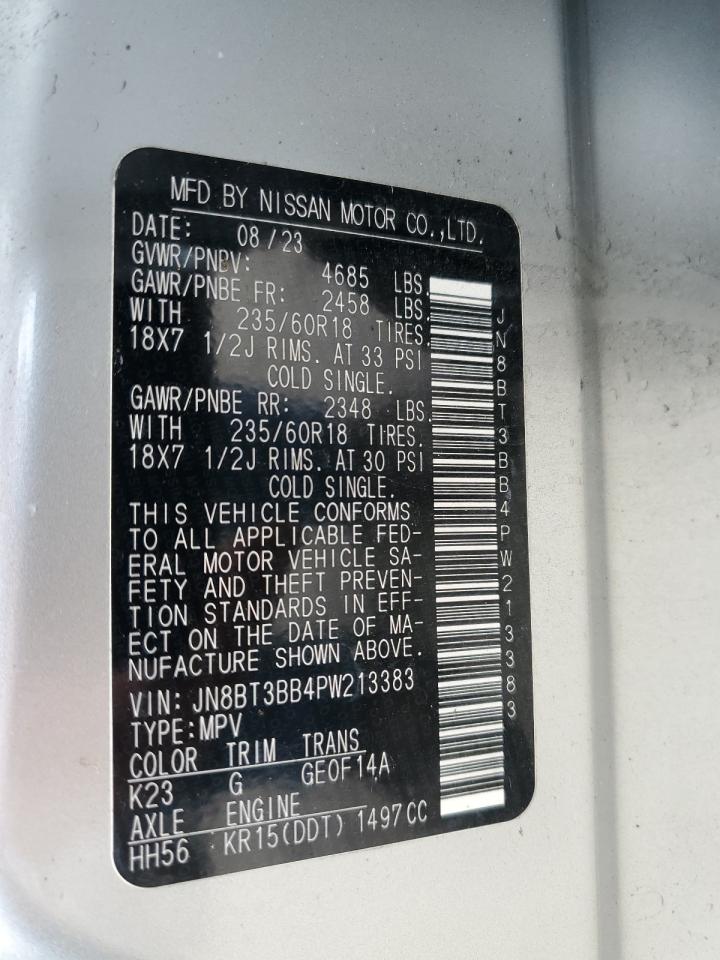 MFD BY NISSAN MOTOR CO.,LTD.
DATE: 08/23
GVWR/PNBV: 4685 LBS.
GAWR/PNBE FR: 2458 LBS.
WITH 235/60R18 TIRES.
18X7 1/2J RIMS. AT 33 PSI
COLD SINGLE.
GAWR/PNBE RR: 2348 LBS.
WITH 235/60R18 TIRES.
18X7 1/2J RIMS. AT 30 PSI
COLD SINGLE.
THIS VEHICLE CONFORMS
TO ALL APPLICABLE FED-
ERAL MOTOR VEHICLE SA-
FETY AND THEFT PREVEN-
TION STANDARDS IN EFF-
ECT ON THE DATE OF MA-
NUFACTURE SHOWN ABOVE.
VIN: JN8BT3BB4PW213383
TYPE:MPV
COLOR TRIM TRANS
K23 G GE0F14A
AXLE ENGINE
HH56 KR15(DDT) 1497CC
JN8BT3BB4PW213383